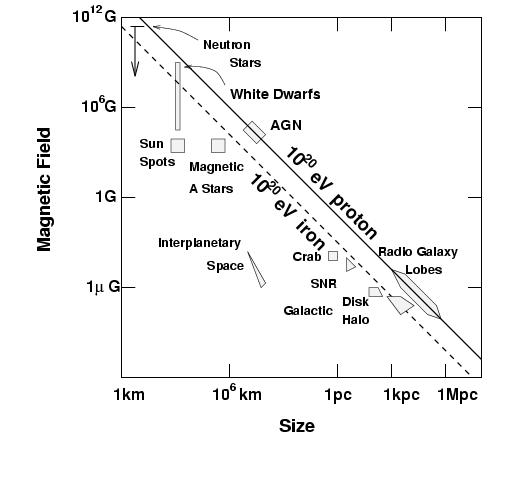 10¹²G
Neutron
Stars
White Dwarfs
10⁶G
AGN
Sun
Spots
Magnetic
A Stars
10²⁰ eV proton
10²⁰ eV iron
1G
Magnetic Field
Interplanetary
Space
Crab
Radio Galaxy
Lobes
SNR
1μ G
Disk
Galactic
Halo
1km
10⁶ km
1pc
1kpc
1Mpc
Size